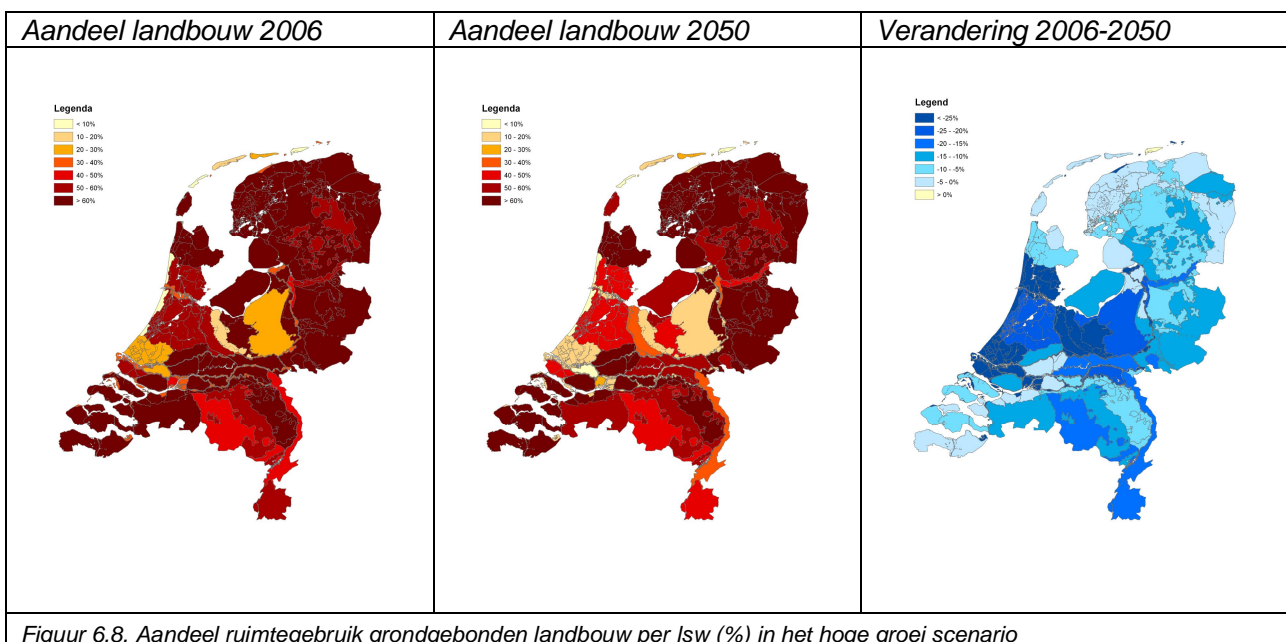 Aandeel landbouw 2006
Aandeel landbouw 2050
Verandering 2006-2050
Legenda
< 10%
10 - 20%
20 - 30%
30 - 40%
40 - 50%
50 - 60%
> 60%
Legenda
< 10%
10 - 20%
20 - 30%
30 - 40%
40 - 50%
50 - 60%
> 60%
Legend
< -25%
-25 - -20%
-20 - -15%
-15 - -10%
-10 - -5%
-5 - 0%
> 0%
Figuur 6.8. Aandeel ruimtegebruik grondgebonden landbouw per lsw (%) in het hoge groei scenario